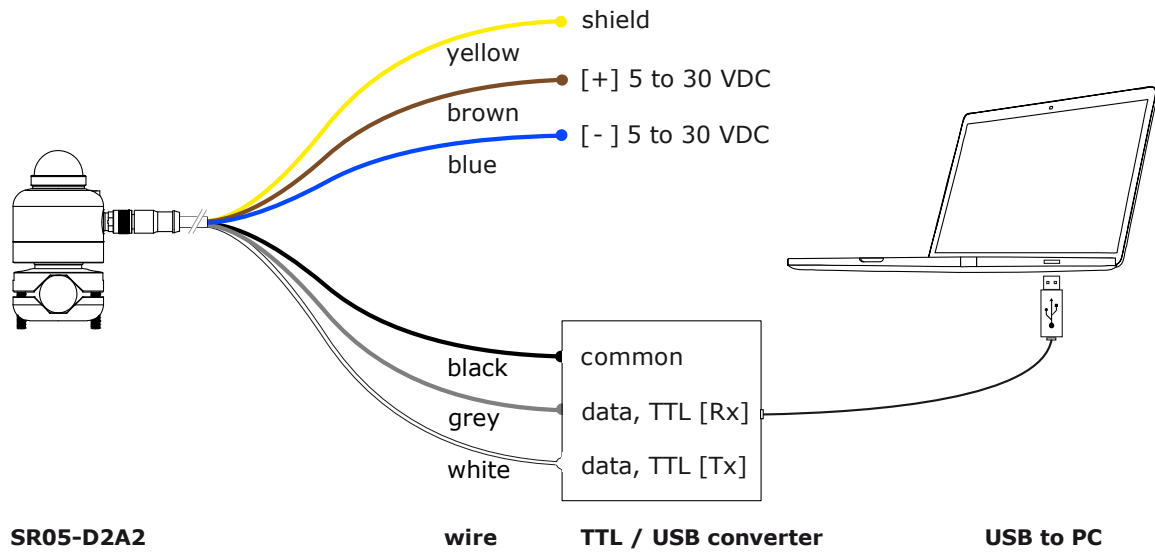 shield
yellow
[+] 5 to 30 VDC
brown
[ - ] 5 to 30 VDC
blue
black
common
grey
data, TTL [Rx]
white
data, TTL [Tx]
SR05-D2A2 wire TTL / USB converter USB to PC